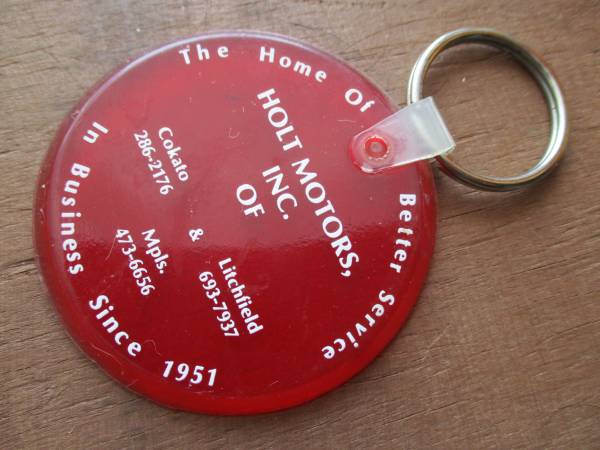 The Home Of Better Service
HOLT MOTORS,
INC.
OF
Cokato
286-2176
&
Litchfield
693-7937
Mpls.
473-6656
In Business Since 1951